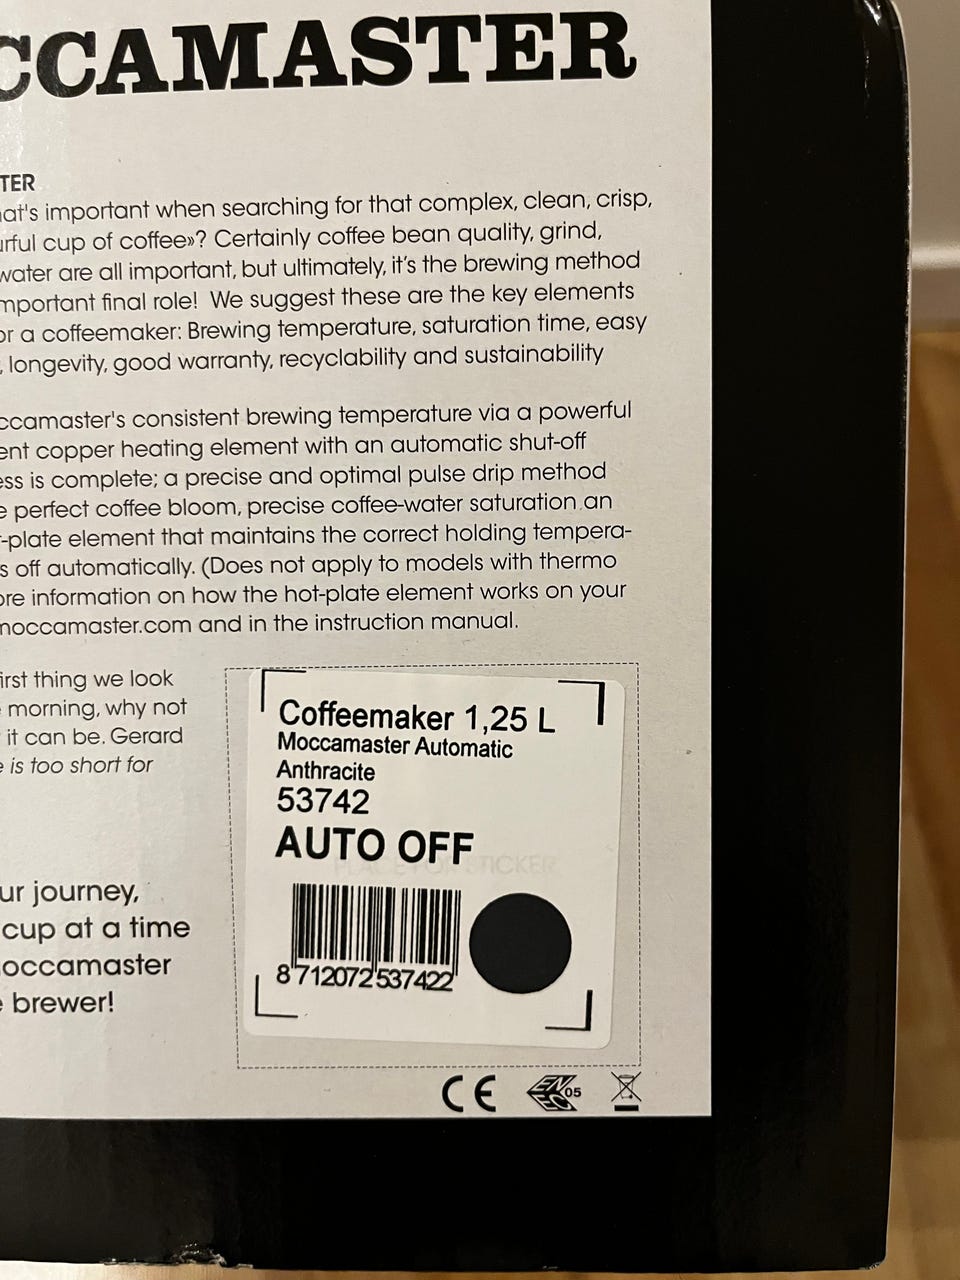 CCAMASTER
TER
at's important when searching for that complex, clean, crisp,
rful cup of coffee»? Certainly coffee bean quality, grind,
water are all important, but ultimately, it's the brewing method
mportant final role! We suggest these are the key elements
or a coffeemaker: Brewing temperature, saturation time, easy
, longevity, good warranty, recyclability and sustainability
ccamaster's consistent brewing temperature via a powerful
ent copper heating element with an automatic shut-off
ess is complete; a precise and optimal pulse drip method
e perfect coffee bloom, precise coffee-water saturation an
-plate element that maintains the correct holding tempera-
s off automatically. (Does not apply to models with thermo
ore information on how the hot-plate element works on your
moccamaster.com and in the instruction manual.
irst thing we look
e morning, why not
it can be. Gerard
e is too short for
ur journey,
cup at a time
occamaster
e brewer!
Coffeemaker 1,25 L
Moccamaster Automatic
Anthracite
53742
AUTO OFF
PLACE FOR STICKER
8 712072 537422
CE
ENEC 05